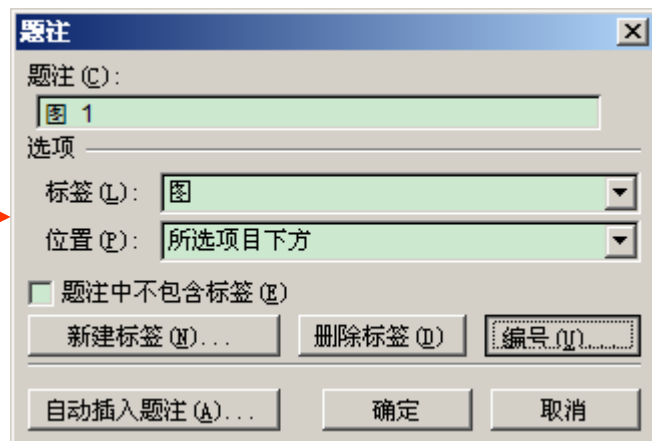 题注
题注(C):
图 1
选项
标签(L): 图
位置(P): 所选项目下方
题注中不包含标签(E)
新建标签(N)... 删除标签(D) 编号(U)......
自动插入题注(A)... 确定 取消